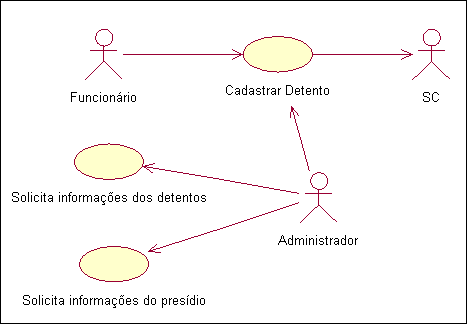 Funcionário
Cadastrar Detento
SC
Solicita informações dos detentos
Administrador
Solicita informações do presídio